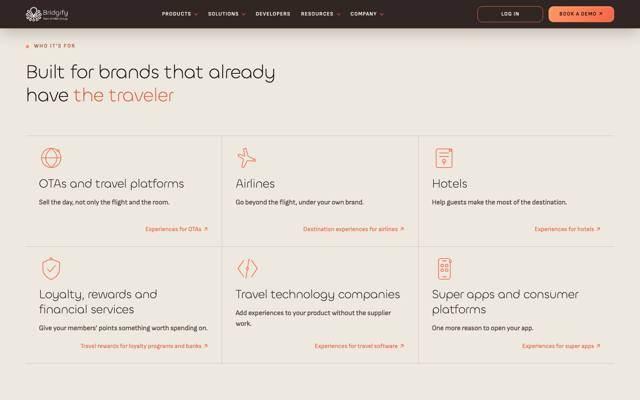 Bridgify
PRODUCTS
SOLUTIONS
DEVELOPERS
RESOURCES
COMPANY
LOG IN
BOOK A DEMO ↗
WHO IT'S FOR
Built for brands that already
have the traveler
OTAs and travel platforms
Sell the day, not only the flight and the room.
Experiences for OTAs ↗
Airlines
Go beyond the flight, under your own brand.
Destination experiences for airlines ↗
Hotels
Help guests make the most of the destination.
Experiences for hotels ↗
Loyalty, rewards and
financial services
Give your members' points something worth spending on.
Travel rewards for loyalty programs and banks ↗
Travel technology companies
Add experiences to your product without the supplier
work.
Experiences for travel software ↗
Super apps and consumer
platforms
One more reason to open your app.
Experiences for super apps ↗